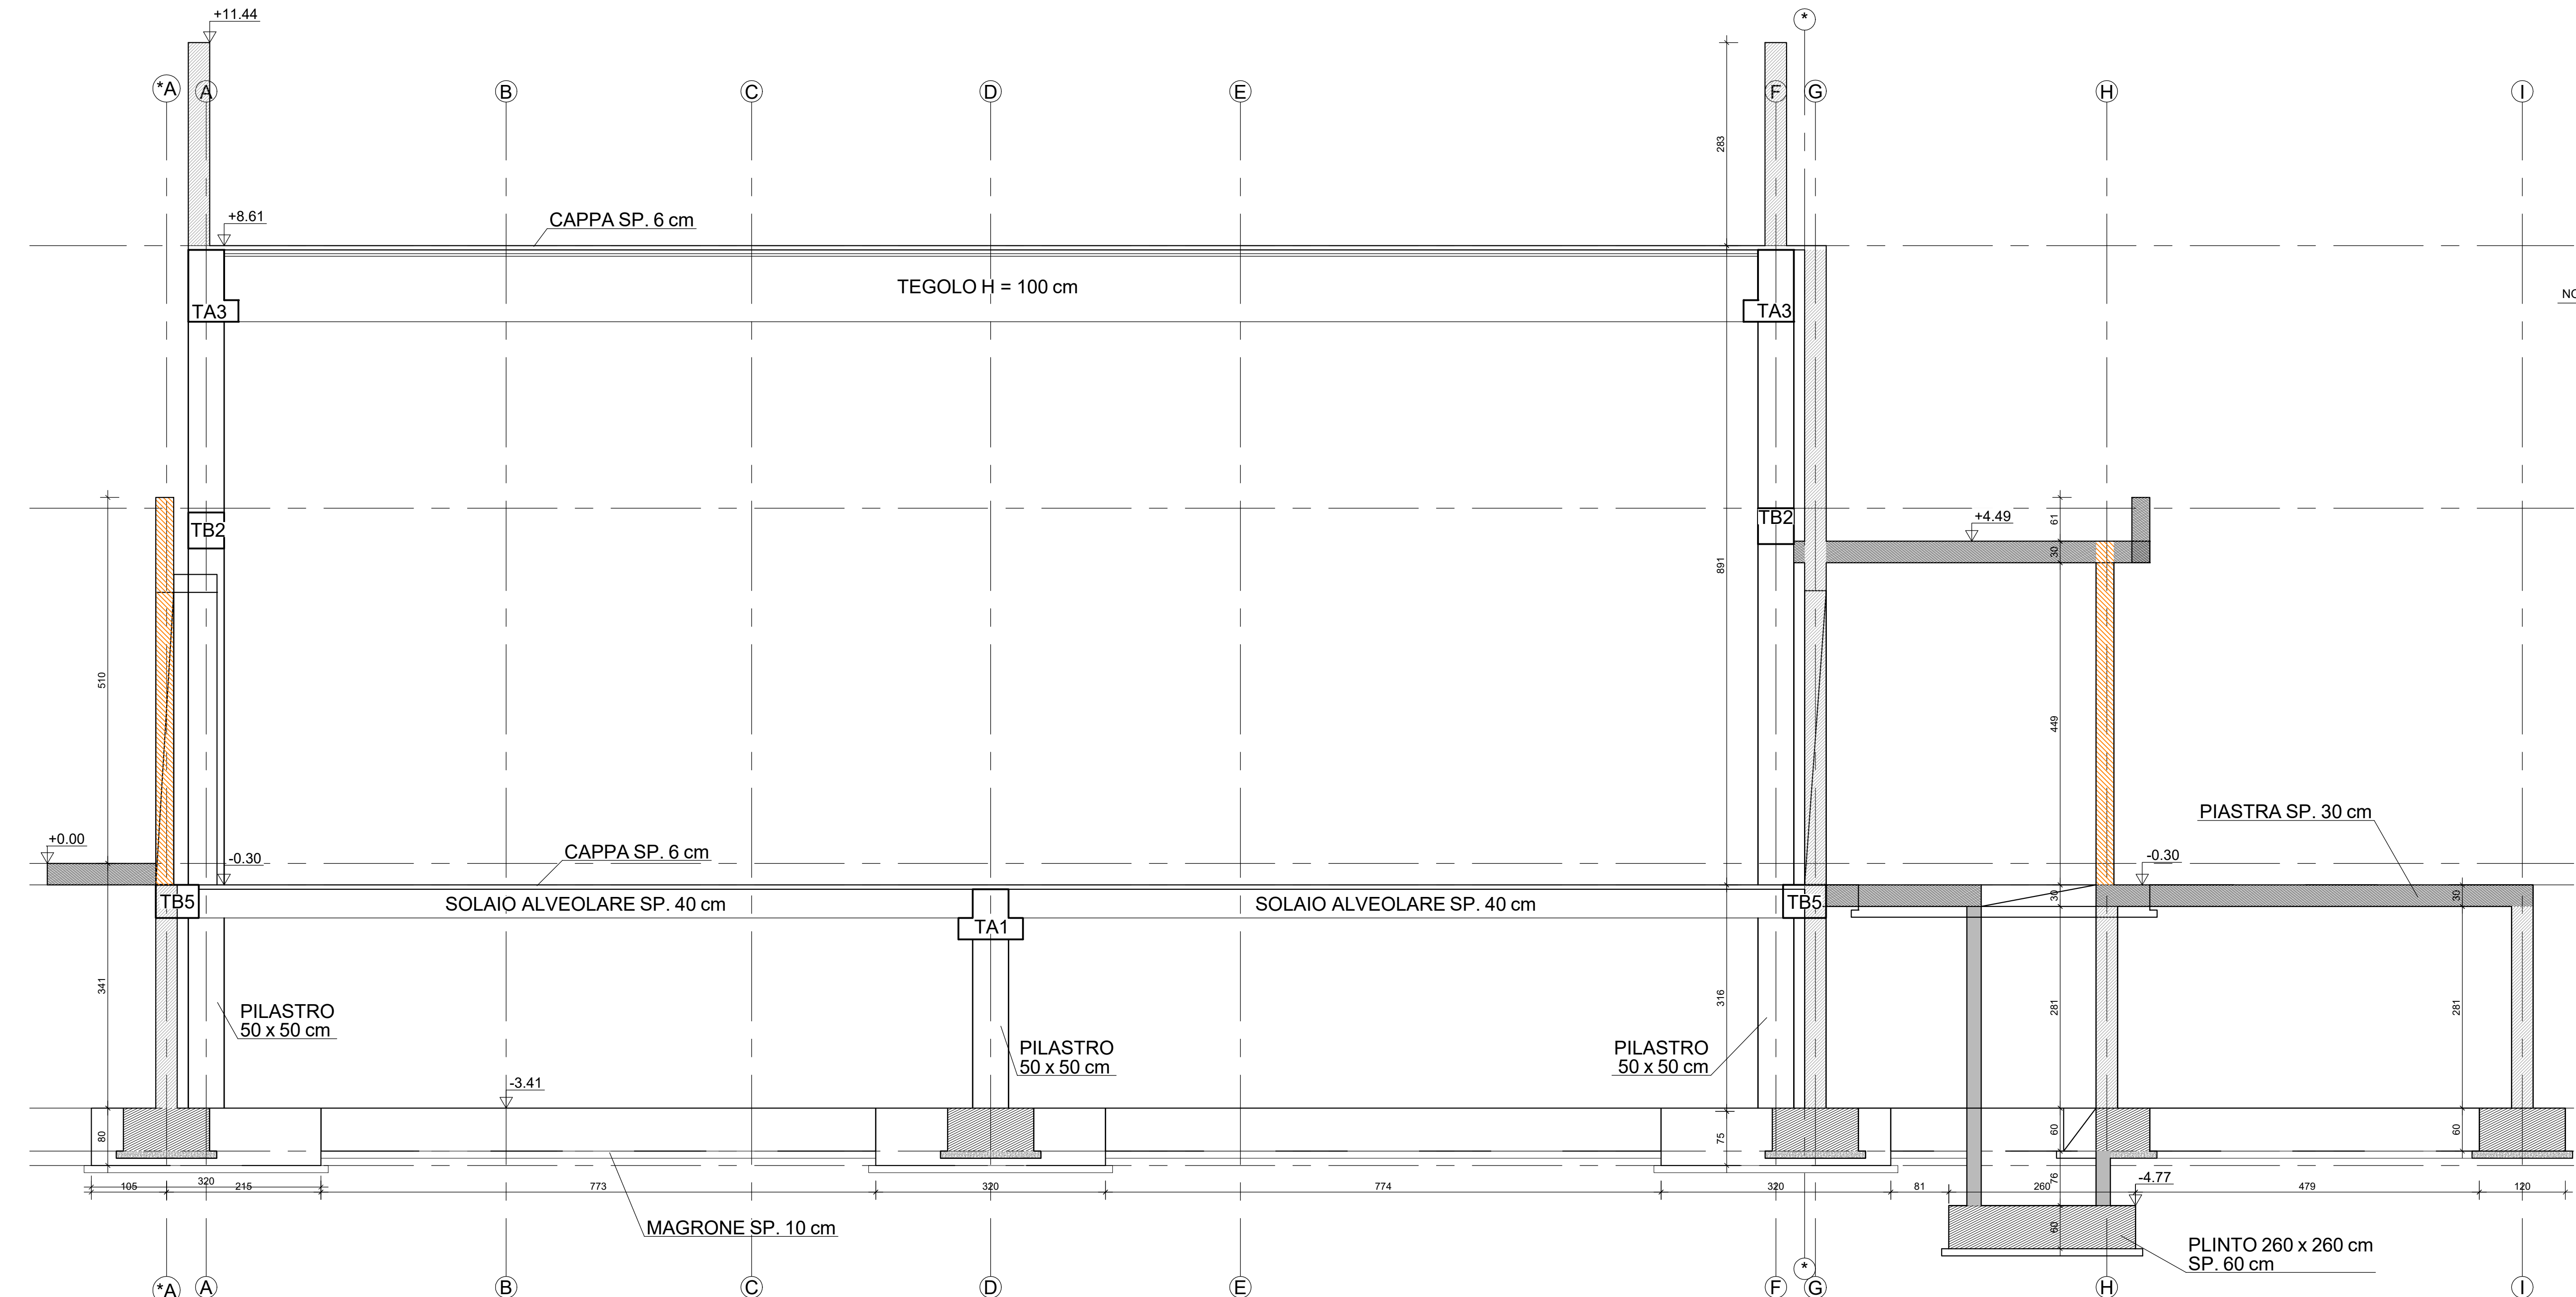 +11.44
*
*A
A
B
C
D
E
F
G
H
I
283
+8.61
CAPPA SP. 6 cm
TEGOLO H = 100 cm
NO
TA3
TA3
TB2
TB2
+4.49
61
30
891
510
449
PIASTRA SP. 30 cm
+0.00
-0.30
CAPPA SP. 6 cm
-0.30
TB5
SOLAIO ALVEOLARE SP. 40 cm
TA1
SOLAIO ALVEOLARE SP. 40 cm
TB5
30
30
341
316
281
281
PILASTRO
50 x 50 cm
PILASTRO
50 x 50 cm
PILASTRO
50 x 50 cm
-3.41
80
75
60
60
76
-4.77
105
320
215
773
320
774
320
81
260
479
120
60
MAGRONE SP. 10 cm
PLINTO 260 x 260 cm
SP. 60 cm
*
*A
A
B
C
D
E
F
G
H
I